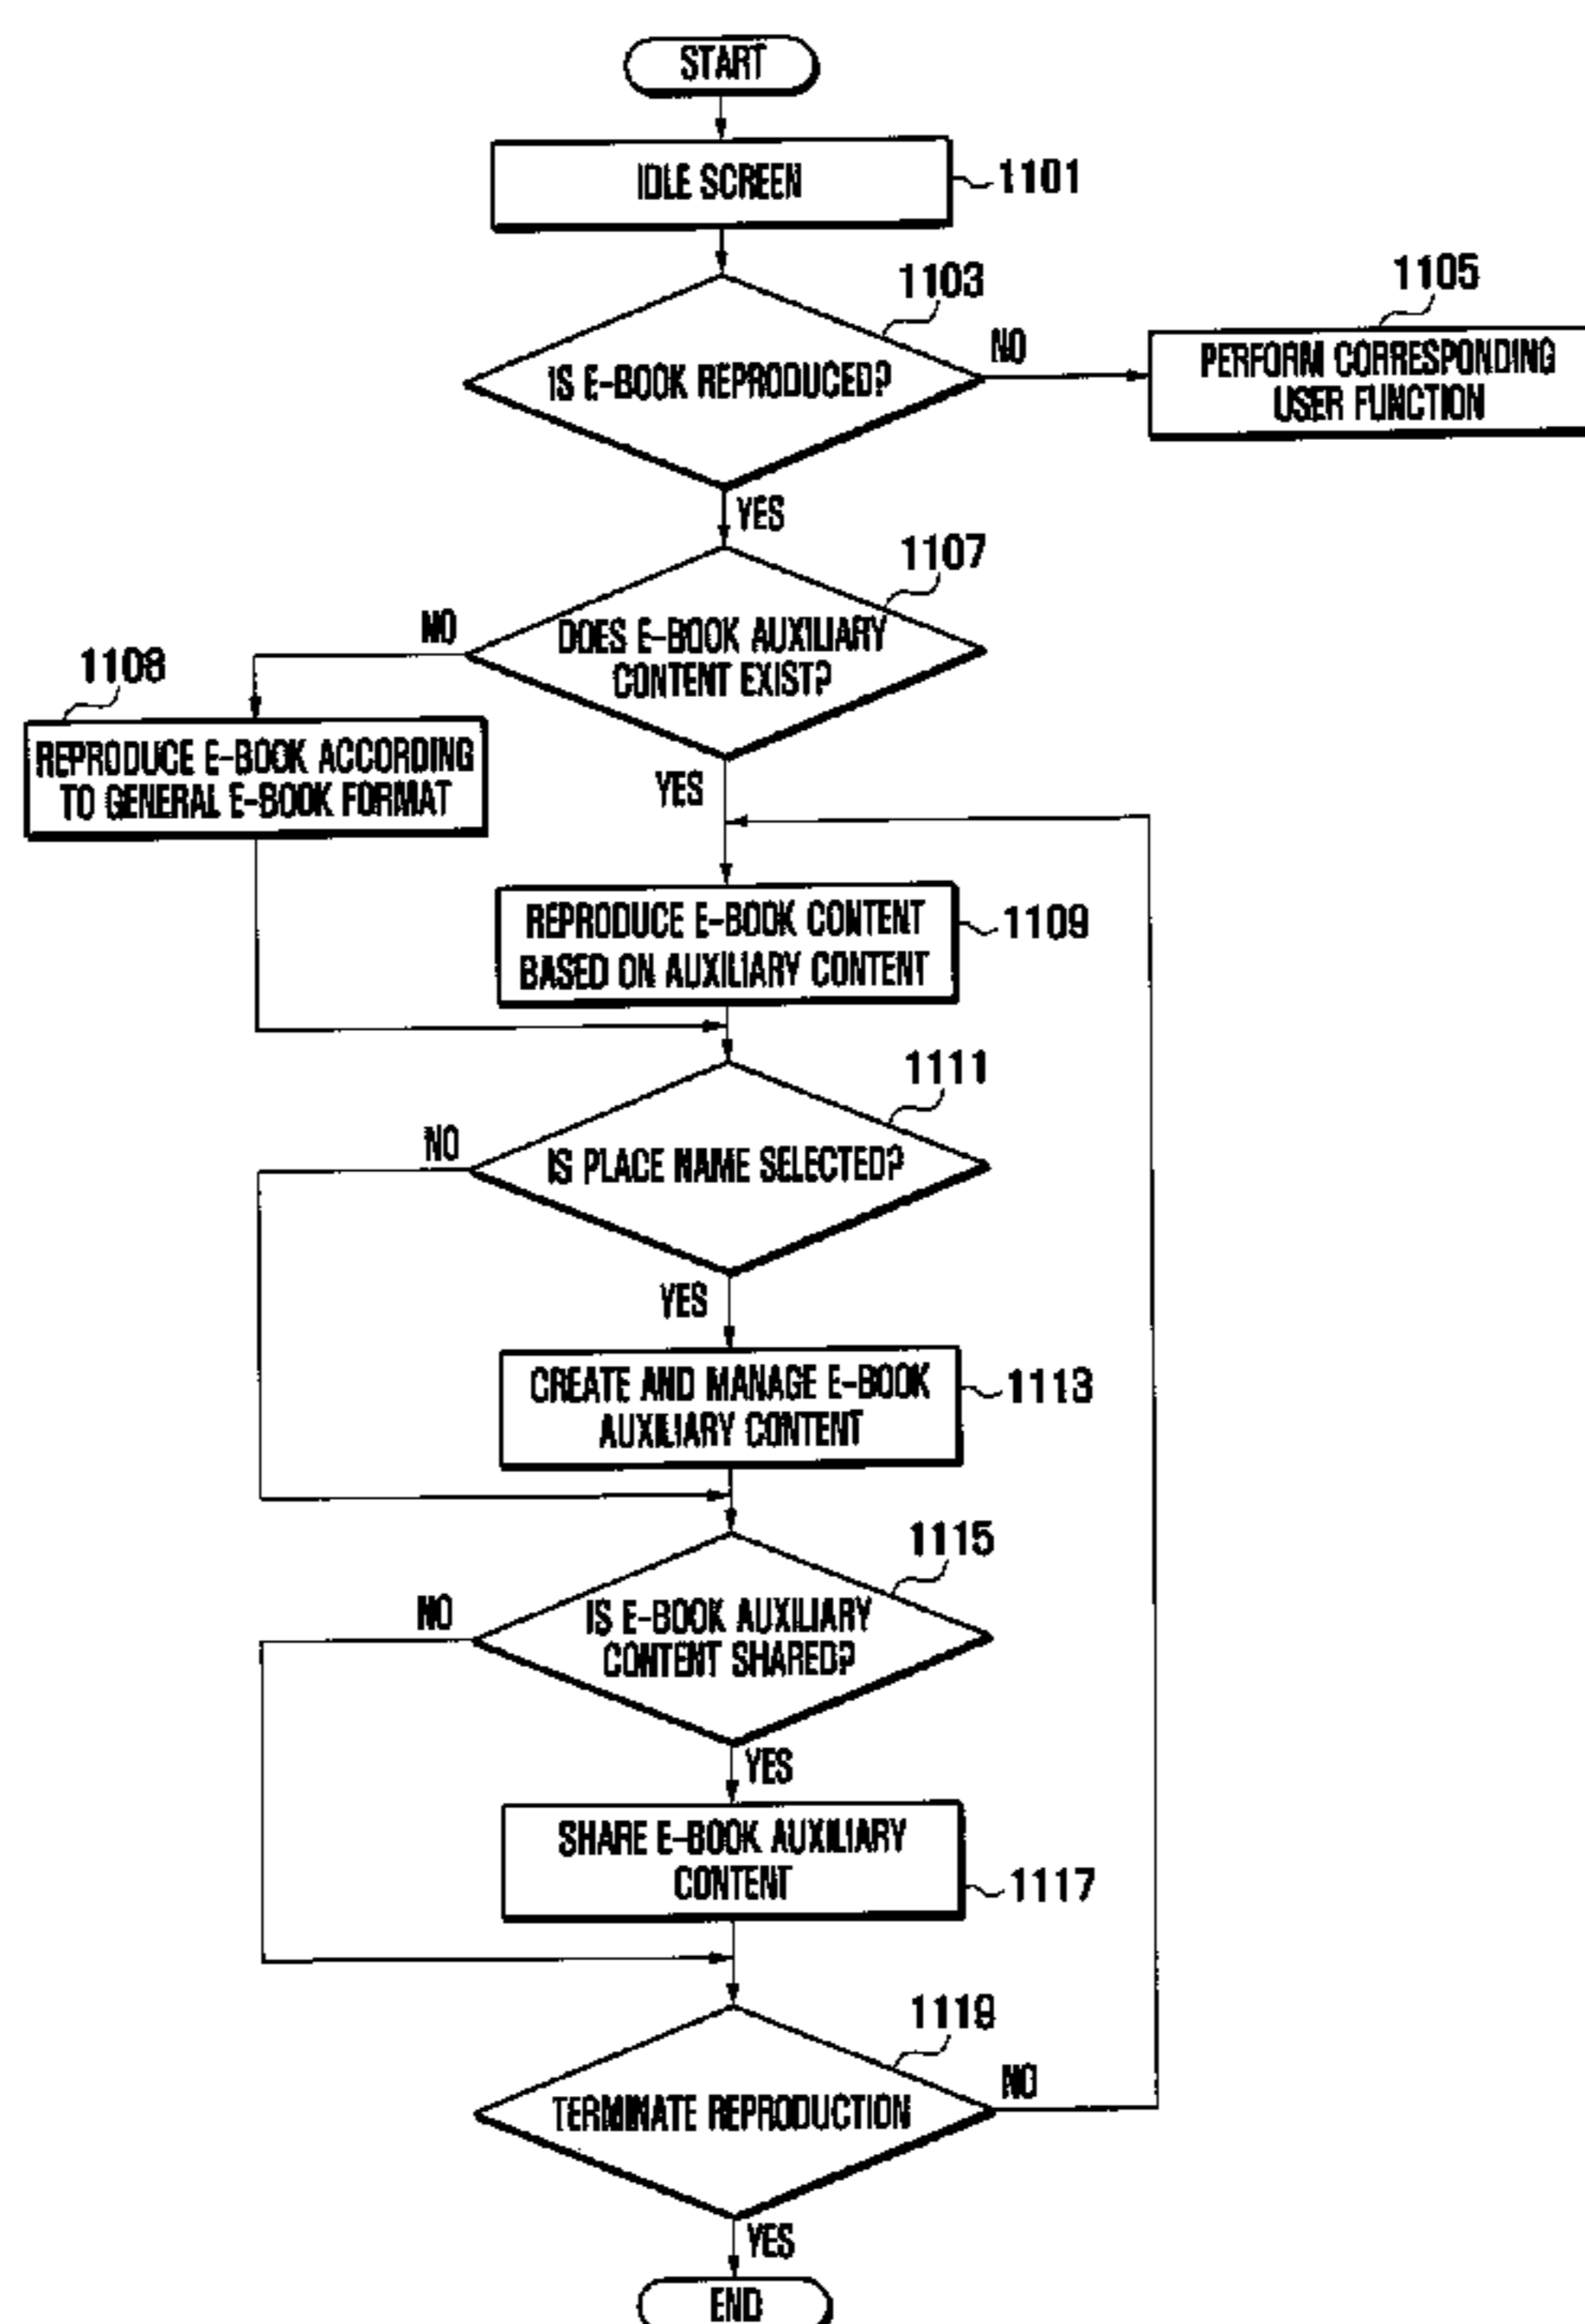 START
IDLE SCREEN
1101
1103
IS E-BOOK REPRODUCED?
NO
1105
PERFORM CORRESPONDING
USER FUNCTION
YES
1107
DOES E-BOOK AUXILIARY
CONTENT EXIST?
NO
1108
REPRODUCE E-BOOK ACCORDING
TO GENERAL E-BOOK FORMAT
YES
REPRODUCE E-BOOK CONTENT
BASED ON AUXILIARY CONTENT
1109
1111
IS PLACE NAME SELECTED?
NO
YES
CREATE AND MANAGE E-BOOK
AUXILIARY CONTENT
1113
1115
IS E-BOOK AUXILIARY
CONTENT SHARED?
NO
YES
SHARE E-BOOK AUXILIARY
CONTENT
1117
1119
TERMINATE REPRODUCTION
NO
YES
END